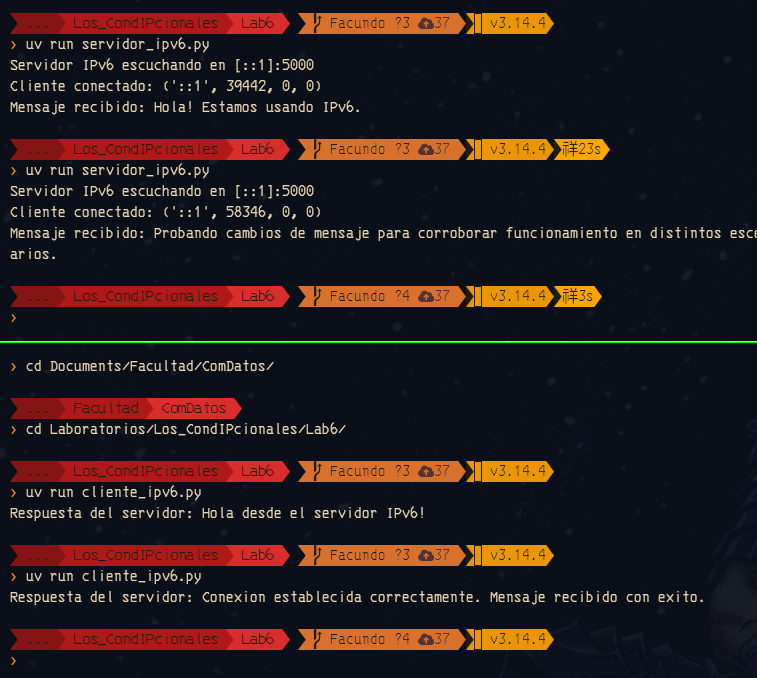 ... Los_CondIPcionales Lab6 Facundo ?3 37 v3.14.4
❯ uv run servidor_ipv6.py
Servidor IPv6 escuchando en [::1]:5000
Cliente conectado: ('::1', 39442, 0, 0)
Mensaje recibido: Hola! Estamos usando IPv6.
... Los_CondIPcionales Lab6 Facundo ?3 37 v3.14.4 祥23s
❯ uv run servidor_ipv6.py
Servidor IPv6 escuchando en [::1]:5000
Cliente conectado: ('::1', 58346, 0, 0)
Mensaje recibido: Probando cambios de mensaje para corroborar funcionamiento en distintos esce
arios.
... Los_CondIPcionales Lab6 Facundo ?4 37 v3.14.4 祥3s
❯
❯ cd Documents/Facultad/ComDatos/
... Facultad ComDatos
❯ cd Laboratorios/Los_CondIPcionales/Lab6/
... Los_CondIPcionales Lab6 Facundo ?3 37 v3.14.4
❯ uv run cliente_ipv6.py
Respuesta del servidor: Hola desde el servidor IPv6!
... Los_CondIPcionales Lab6 Facundo ?3 37 v3.14.4
❯ uv run cliente_ipv6.py
Respuesta del servidor: Conexion establecida correctamente. Mensaje recibido con exito.
... Los_CondIPcionales Lab6 Facundo ?4 37 v3.14.4
❯